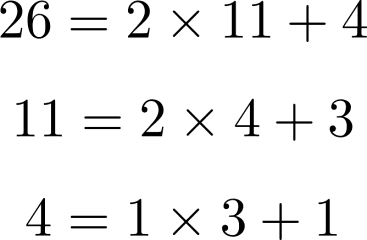 26 = 2 × 11 + 4
11 = 2 × 4 + 3
4 = 1 × 3 + 1